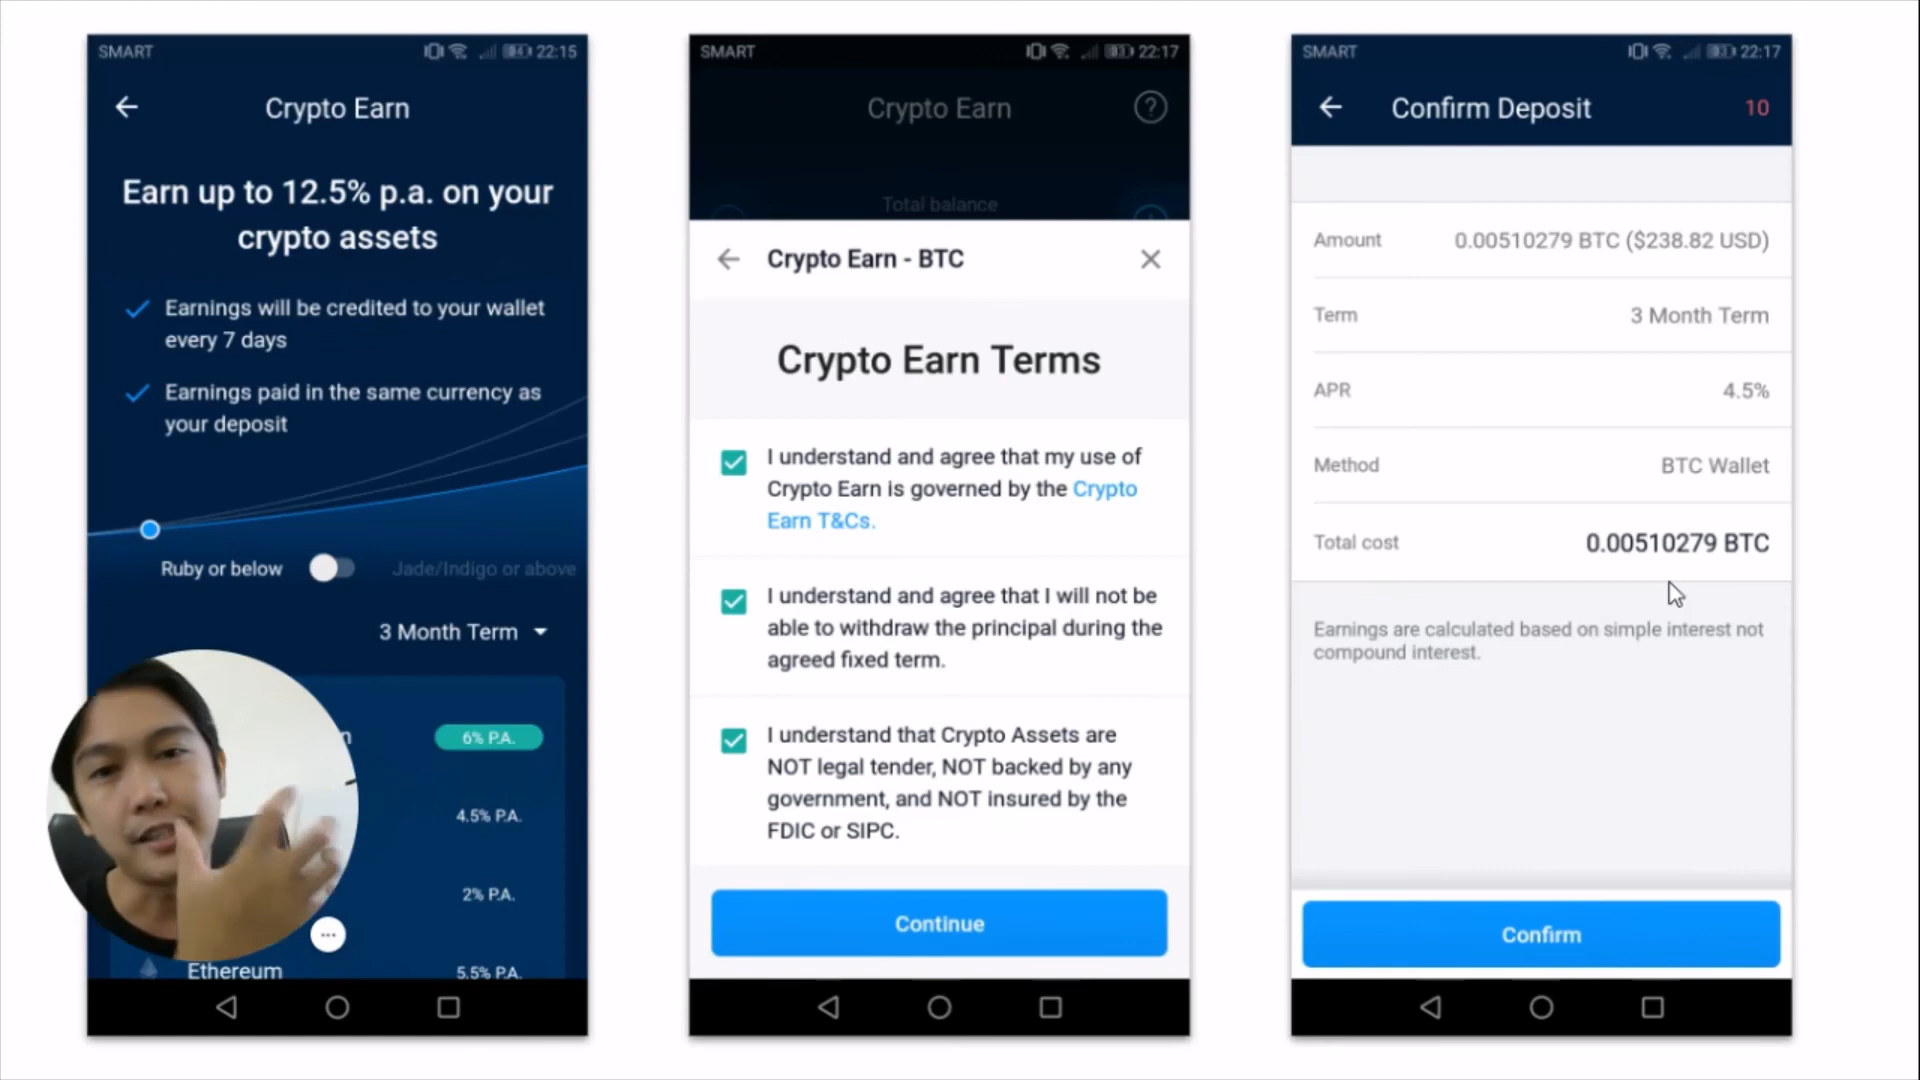 SMART
84 22:15
Crypto Earn
Earn up to 12.5% p.a. on your
crypto assets
Earnings will be credited to your wallet
every 7 days
Earnings paid in the same currency as
your deposit
Ruby or below
Jade/Indigo or above
3 Month Term
n
6% P.A.
4.5% P.A.
2% P.A.
Ethereum
5.5% P.A.
SMART
22:17
Crypto Earn
?
Total balance
Crypto Earn - BTC
Crypto Earn Terms
I understand and agree that my use of
Crypto Earn is governed by the Crypto
Earn T&Cs.
I understand and agree that I will not be
able to withdraw the principal during the
agreed fixed term.
I understand that Crypto Assets are
NOT legal tender, NOT backed by any
government, and NOT insured by the
FDIC or SIPC.
Continue
SMART
22:17
Confirm Deposit
10
Amount
0.00510279 BTC ($238.82 USD)
Term
3 Month Term
APR
4.5%
Method
BTC Wallet
Total cost
0.00510279 BTC
Earnings are calculated based on simple interest not
compound interest.
Confirm